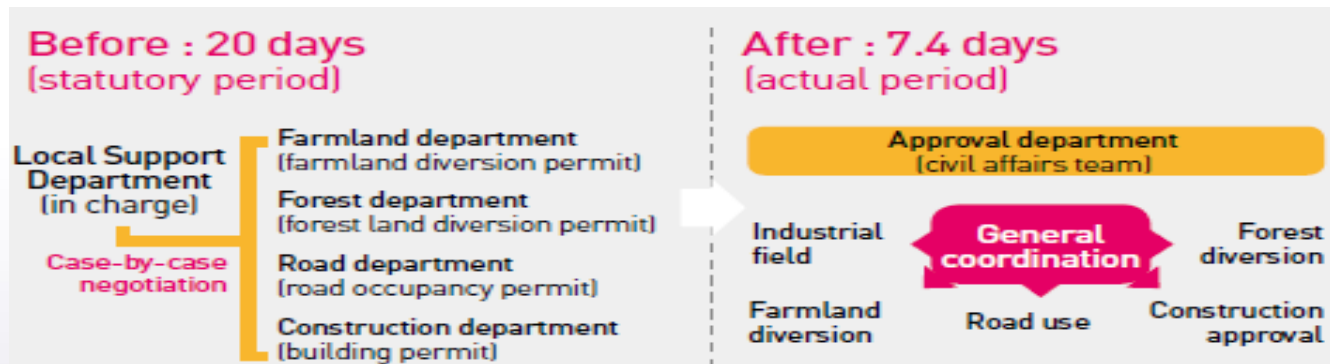 Before : 20 days
(statutory period)
Local Support
Department
(in charge)
Case-by-case
negotiation
Farmland department
(farmland diversion permit)
Forest department
(forest land diversion permit)
Road department
(road occupancy permit)
Construction department
(building permit)
After : 7.4 days
(actual period)
Approval department
(civil affairs team)
Industrial
field
General
coordination
Forest
diversion
Farmland
diversion
Road use
Construction
approval